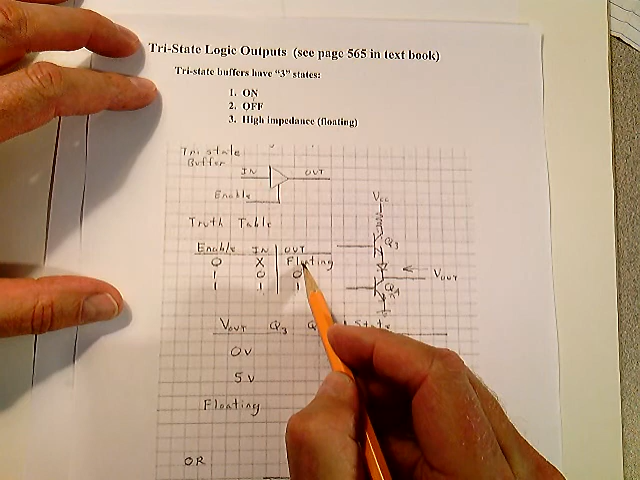 Tri-State Logic Outputs (see page 565 in text book)
Tri-state buffers have "3" states:
1. ON
2. OFF
3. High impedance (floating)
Tri state
Buffer
IN OUT
Enable
Vcc
Truth Table
Q3
Enable IN OUT
0 X Floating
0 0
1
1 1
Vout
Q4
Vout Q3 Q State
0V
5V
Floating
OR